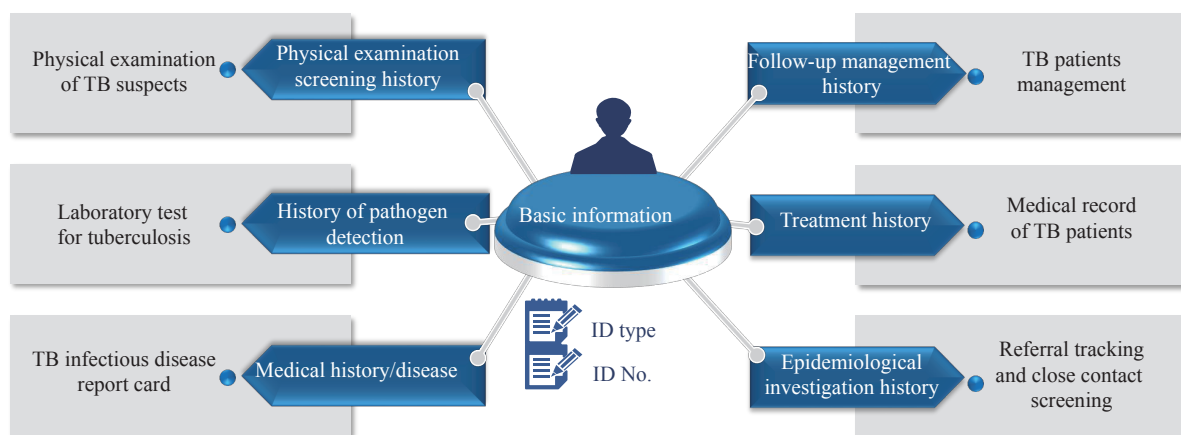 Physical examination
of TB suspects
Physical examination
screening history
Follow-up management
history
TB patients
management
Laboratory test
for tuberculosis
History of pathogen
detection
Basic information
Treatment history
Medical record
of TB patients
TB infectious disease
report card
Medical history/disease
ID type
ID No.
Epidemiological
investigation history
Referral tracking
and close contact
screening